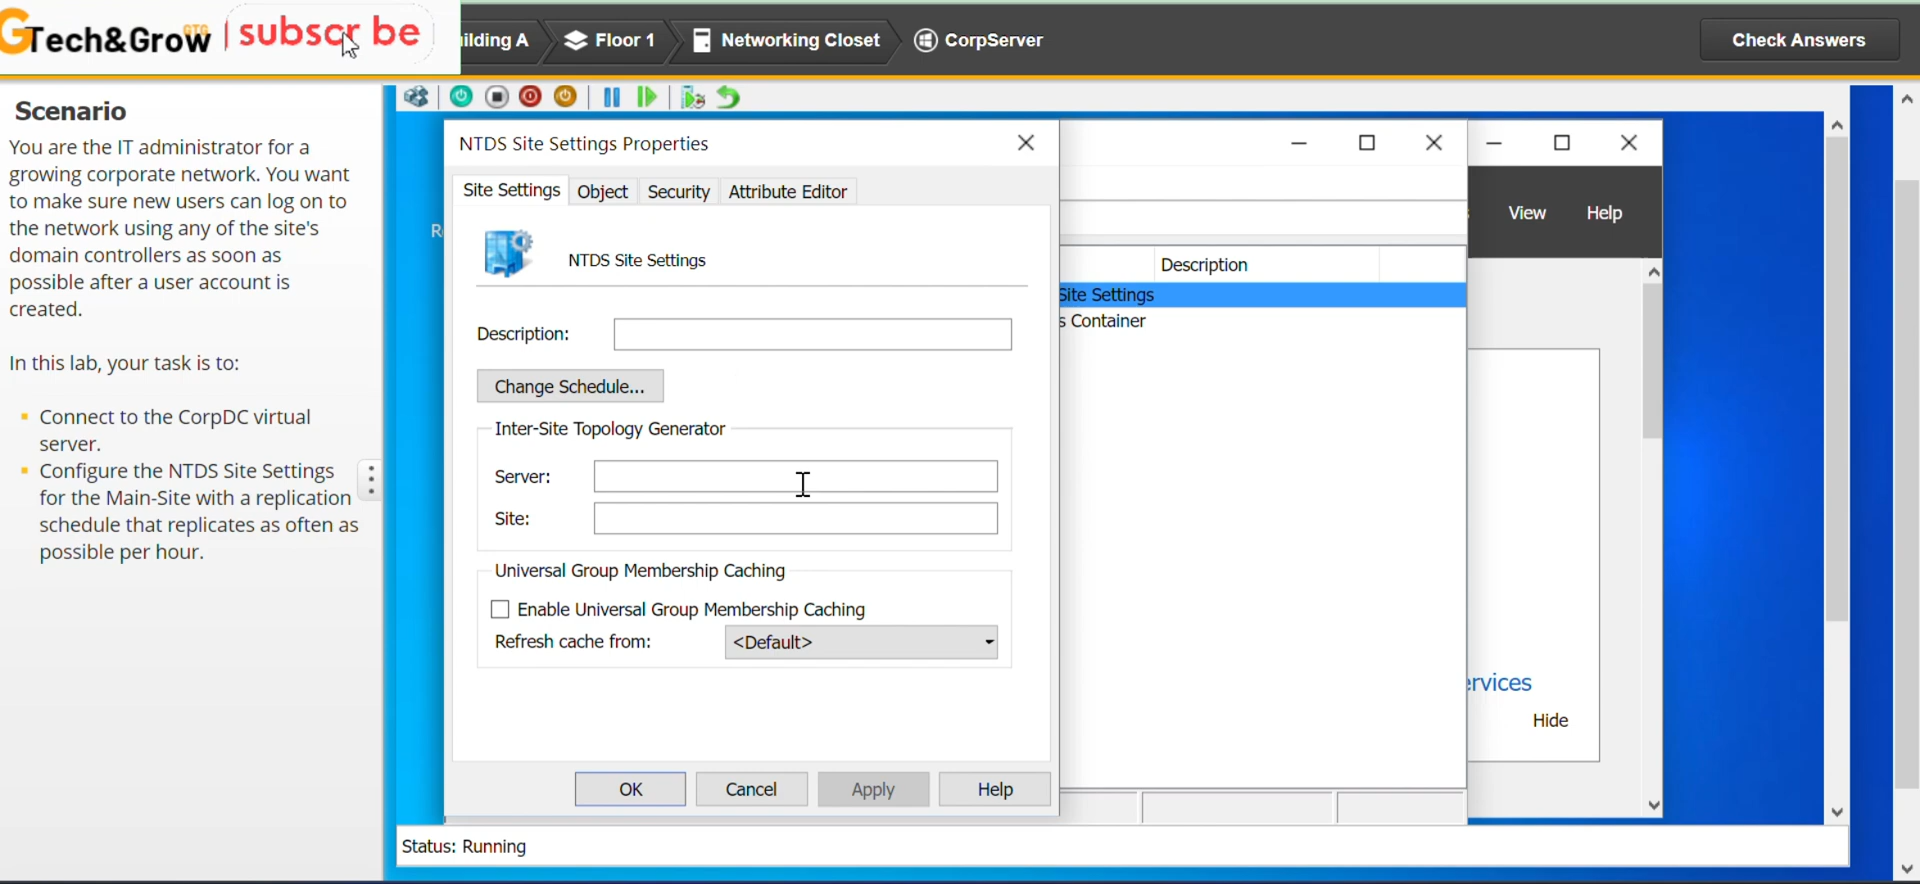 GTech&Grow GTG | subscr be
ilding A
Floor 1
Networking Closet
CorpServer
Check Answers
Scenario
You are the IT administrator for a
growing corporate network. You want
to make sure new users can log on to
the network using any of the site's
domain controllers as soon as
possible after a user account is
created.
In this lab, your task is to:
Connect to the CorpDC virtual
server.
Configure the NTDS Site Settings
for the Main-Site with a replication
schedule that replicates as often as
possible per hour.
NTDS Site Settings Properties
Site Settings
Object
Security
Attribute Editor
NTDS Site Settings
Description:
Change Schedule...
Inter-Site Topology Generator
Server:
Site:
Universal Group Membership Caching
Enable Universal Group Membership Caching
Refresh cache from:
<Default>
OK
Cancel
Apply
Help
Description
Site Settings
s Container
View
Help
ervices
Hide
Status: Running